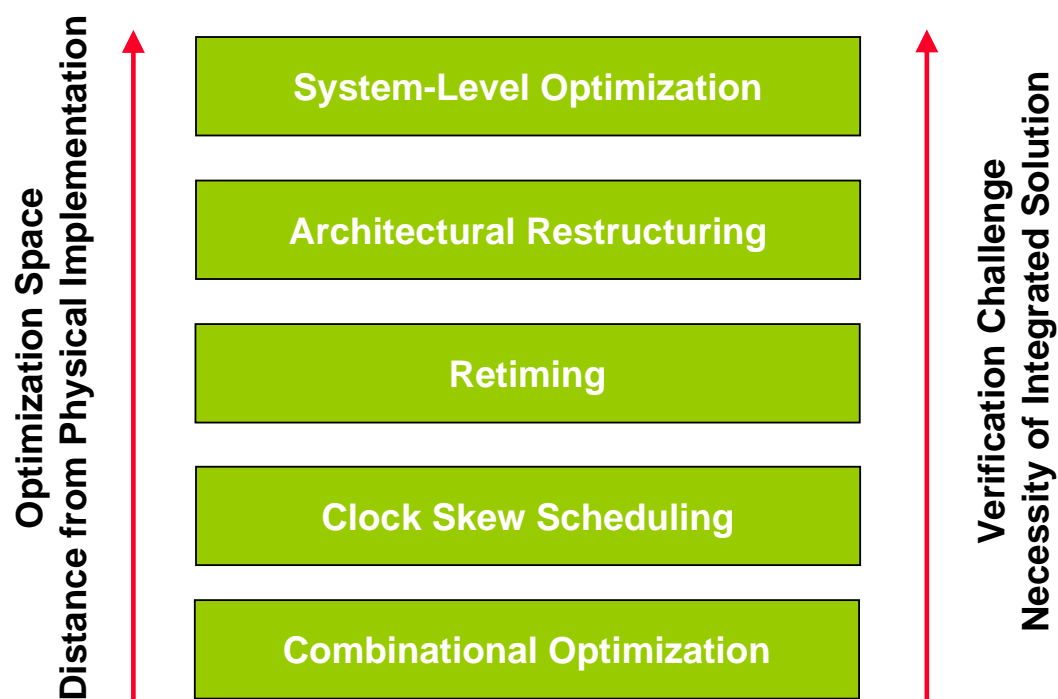 Optimization Space
Distance from Physical Implementation
System-Level Optimization
Architectural Restructuring
Retiming
Clock Skew Scheduling
Combinational Optimization
Verification Challenge
Necessity of Integrated Solution